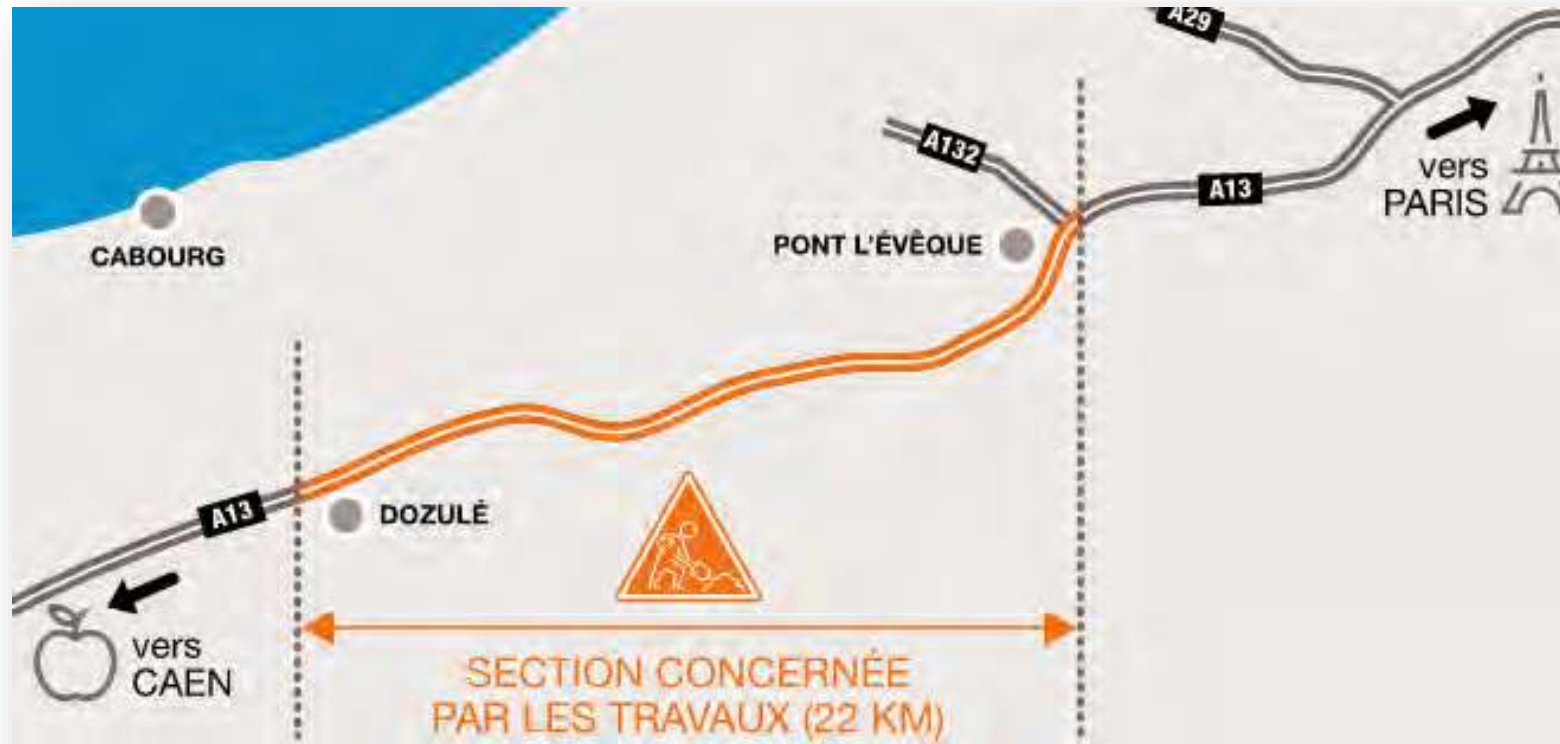 A29
A132
A13
vers
PARIS
CABOURG
PONT L'ÉVÊQUE
A13
DOZULÉ
vers
CAEN
SECTION CONCERNÉE
PAR LES TRAVAUX (22 KM)